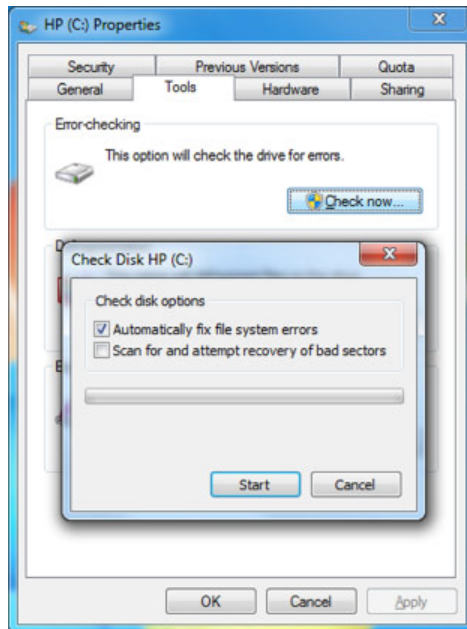 HP (C:) Properties
Security
Previous Versions
Quota
General
Tools
Hardware
Sharing
Error-checking
This option will check the drive for errors.
Check now...
Check Disk HP (C:)
Check disk options
Automatically fix file system errors
Scan for and attempt recovery of bad sectors
Start
Cancel
OK
Cancel
Apply